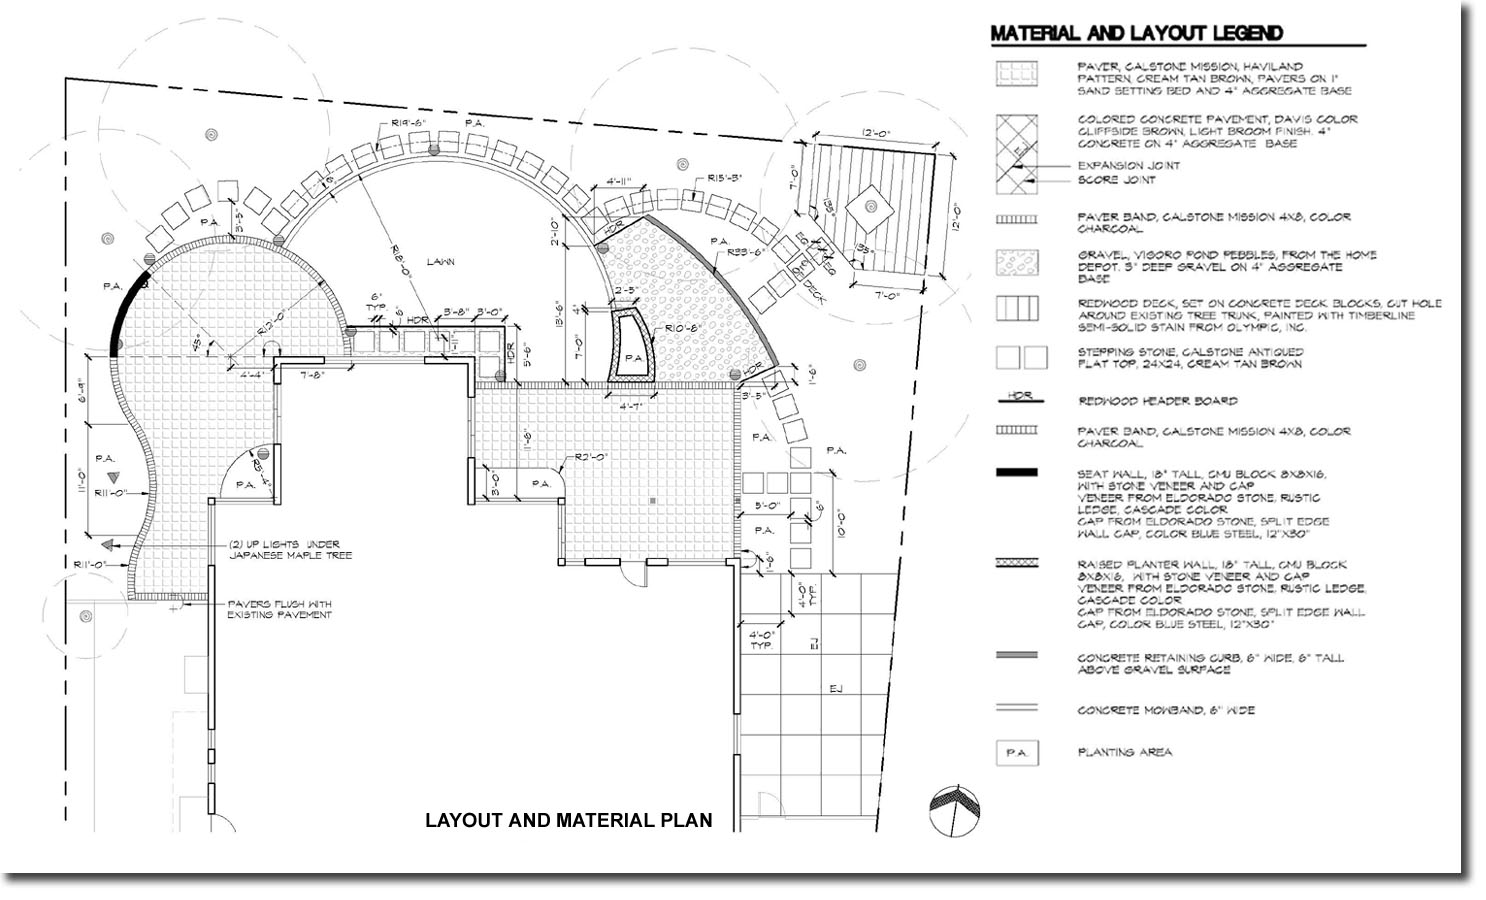 MATERIAL AND LAYOUT LEGEND
PAVER, CALSTONE MISSION, HAVILAND
PATTERN, CREAM TAN BROWN, PAVERS ON 1"
SAND SETTING BED AND 4" AGGREGATE BASE
COLORED CONCRETE PAVEMENT, DAVIS COLOR
CLIFFSIDE BROWN, LIGHT BROOM FINISH. 4"
CONCRETE ON 4" AGGREGATE BASE
EJ
EXPANSION JOINT
SCORE JOINT
PAVER BAND, CALSTONE MISSION 4X8, COLOR
CHARCOAL
GRAVEL, VIGORO POND PEBBLES, FROM THE HOME
DEPOT. 3" DEEP GRAVEL ON 4" AGGREGATE
BASE
REDWOOD DECK, SET ON CONCRETE DECK BLOCKS, CUT HOLE
AROUND EXISTING TREE TRUNK, PAINTED WITH TIMBERLINE
SEMI-SOLID STAIN FROM OLYMPIC, INC.
STEPPING STONE, CALSTONE ANTIQUED
FLAT TOP, 24X24, CREAM TAN BROWN
HDR
REDWOOD HEADER BOARD
PAVER BAND, CALSTONE MISSION 4X8, COLOR
CHARCOAL
SEAT WALL, 18" TALL, CMU BLOCK 8X8X16,
WITH STONE VENEER AND CAP
VENEER FROM ELDORADO STONE, RUSTIC
LEDGE, CASCADE COLOR
CAP FROM ELDORADO STONE, SPLIT EDGE
WALL CAP, COLOR BLUE STEEL, 12"X30"
RAISED PLANTER WALL, 18" TALL, CMU BLOCK
8X8X16, WITH STONE VENEER AND CAP
VENEER FROM ELDORADO STONE, RUSTIC LEDGE,
CASCADE COLOR
CAP FROM ELDORADO STONE, SPLIT EDGE WALL
CAP, COLOR BLUE STEEL, 12"X30"
CONCRETE RETAINING CURB, 6" WIDE, 6" TALL
ABOVE GRAVEL SURFACE
CONCRETE MOWBAND, 6" WIDE
P.A.
PLANTING AREA
R19'-6"
P.A.
12'-0"
4'-11"
R15'-3"
7'-0"
135°
12'-0"
P.A.
3'-5"
2'-10"
HDR
P.A.
R33'-6"
EQ
EQ
135°
DECK
7'-0"
6"
R18'-0"
LAWN
P.A.
2'-5"
4"
13'-6"
7'-0"
R10'-8"
P.A.
R12'-0"
45°
6"
TYP.
6"
HDR
3'-8"
3'-0"
HDR
5'-6"
HDR
1'-6"
4'-4"
7'-8"
4'-7"
3'-5"
6'-9"
11'-0"
P.A.
R11'-0"
R5'-4"
P.A.
11'-6"
R2'-0"
3'-0"
P.A.
P.A.
P.A.
5'-0"
6"
10'-0"
P.A.
1'-6"
(2) UP LIGHTS UNDER
JAPANESE MAPLE TREE
R11'-0"
PAVERS FLUSH WITH
EXISTING PAVEMENT
4'-0"
TYP.
4'-0"
TYP.
EJ
EJ
LAYOUT AND MATERIAL PLAN